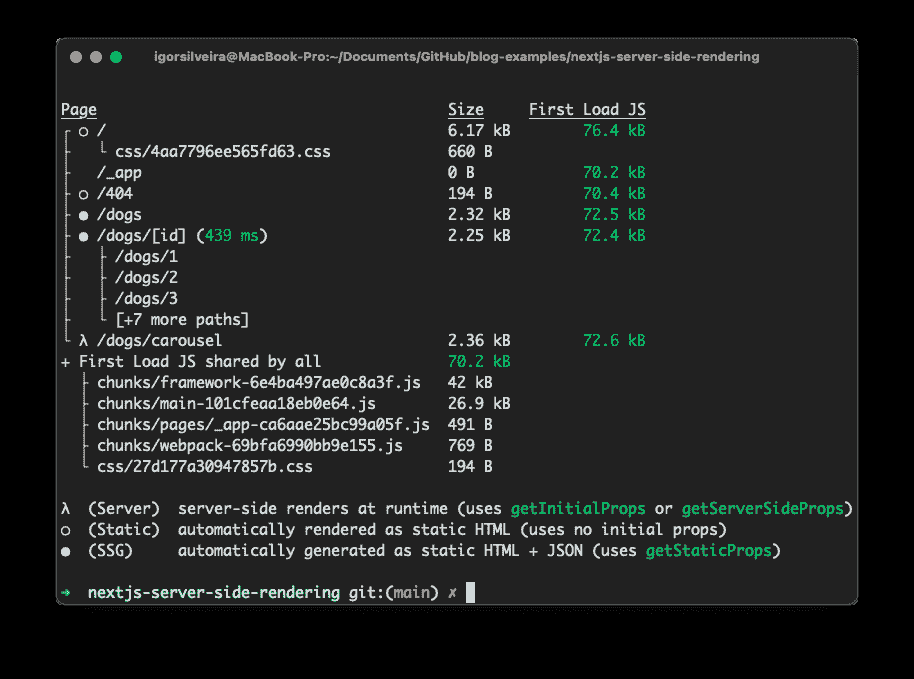 igorsilveira@MacBook-Pro:~/Documents/GitHub/blog-examples/nextjs-server-side-rendering
Page Size First Load JS
┌ ○ / 6.17 kB 76.4 kB
├   └ css/4aa7796ee565fd63.css 660 B
├   /_app 0 B 70.2 kB
├ ○ /404 194 B 70.4 kB
├ ● /dogs 2.32 kB 72.5 kB
├ ● /dogs/[id] (439 ms) 2.25 kB 72.4 kB
├   ├ /dogs/1
├   ├ /dogs/2
├   ├ /dogs/3
├   └ [+7 more paths]
└ λ /dogs/carousel 2.36 kB 72.6 kB
+ First Load JS shared by all 70.2 kB
├ chunks/framework-6e4ba497ae0c8a3f.js 42 kB
├ chunks/main-101cfeaa18eb0e64.js 26.9 kB
├ chunks/pages/_app-ca6aae25bc99a05f.js 491 B
├ chunks/webpack-69bfa6990bb9e155.js 769 B
└ css/27d177a30947857b.css 194 B
λ (Server) server-side renders at runtime (uses getInitialProps or getServerSideProps)
○ (Static) automatically rendered as static HTML (uses no initial props)
● (SSG) automatically generated as static HTML + JSON (uses getStaticProps)
➜ nextjs-server-side-rendering git:(main) ✗